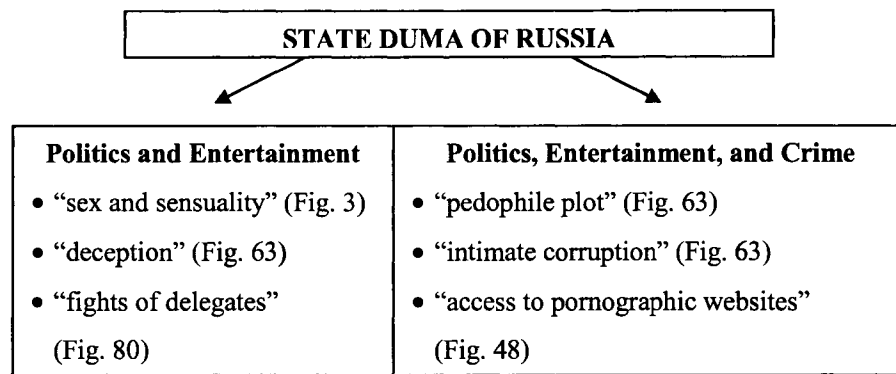 STATE DUMA OF RUSSIA
Politics and Entertainment
• “sex and sensuality” (Fig. 3)
• “deception” (Fig. 63)
• “fights of delegates”
(Fig. 80)
Politics, Entertainment, and Crime
• “pedophile plot” (Fig. 63)
• “intimate corruption” (Fig. 63)
• “access to pornographic websites”
(Fig. 48)